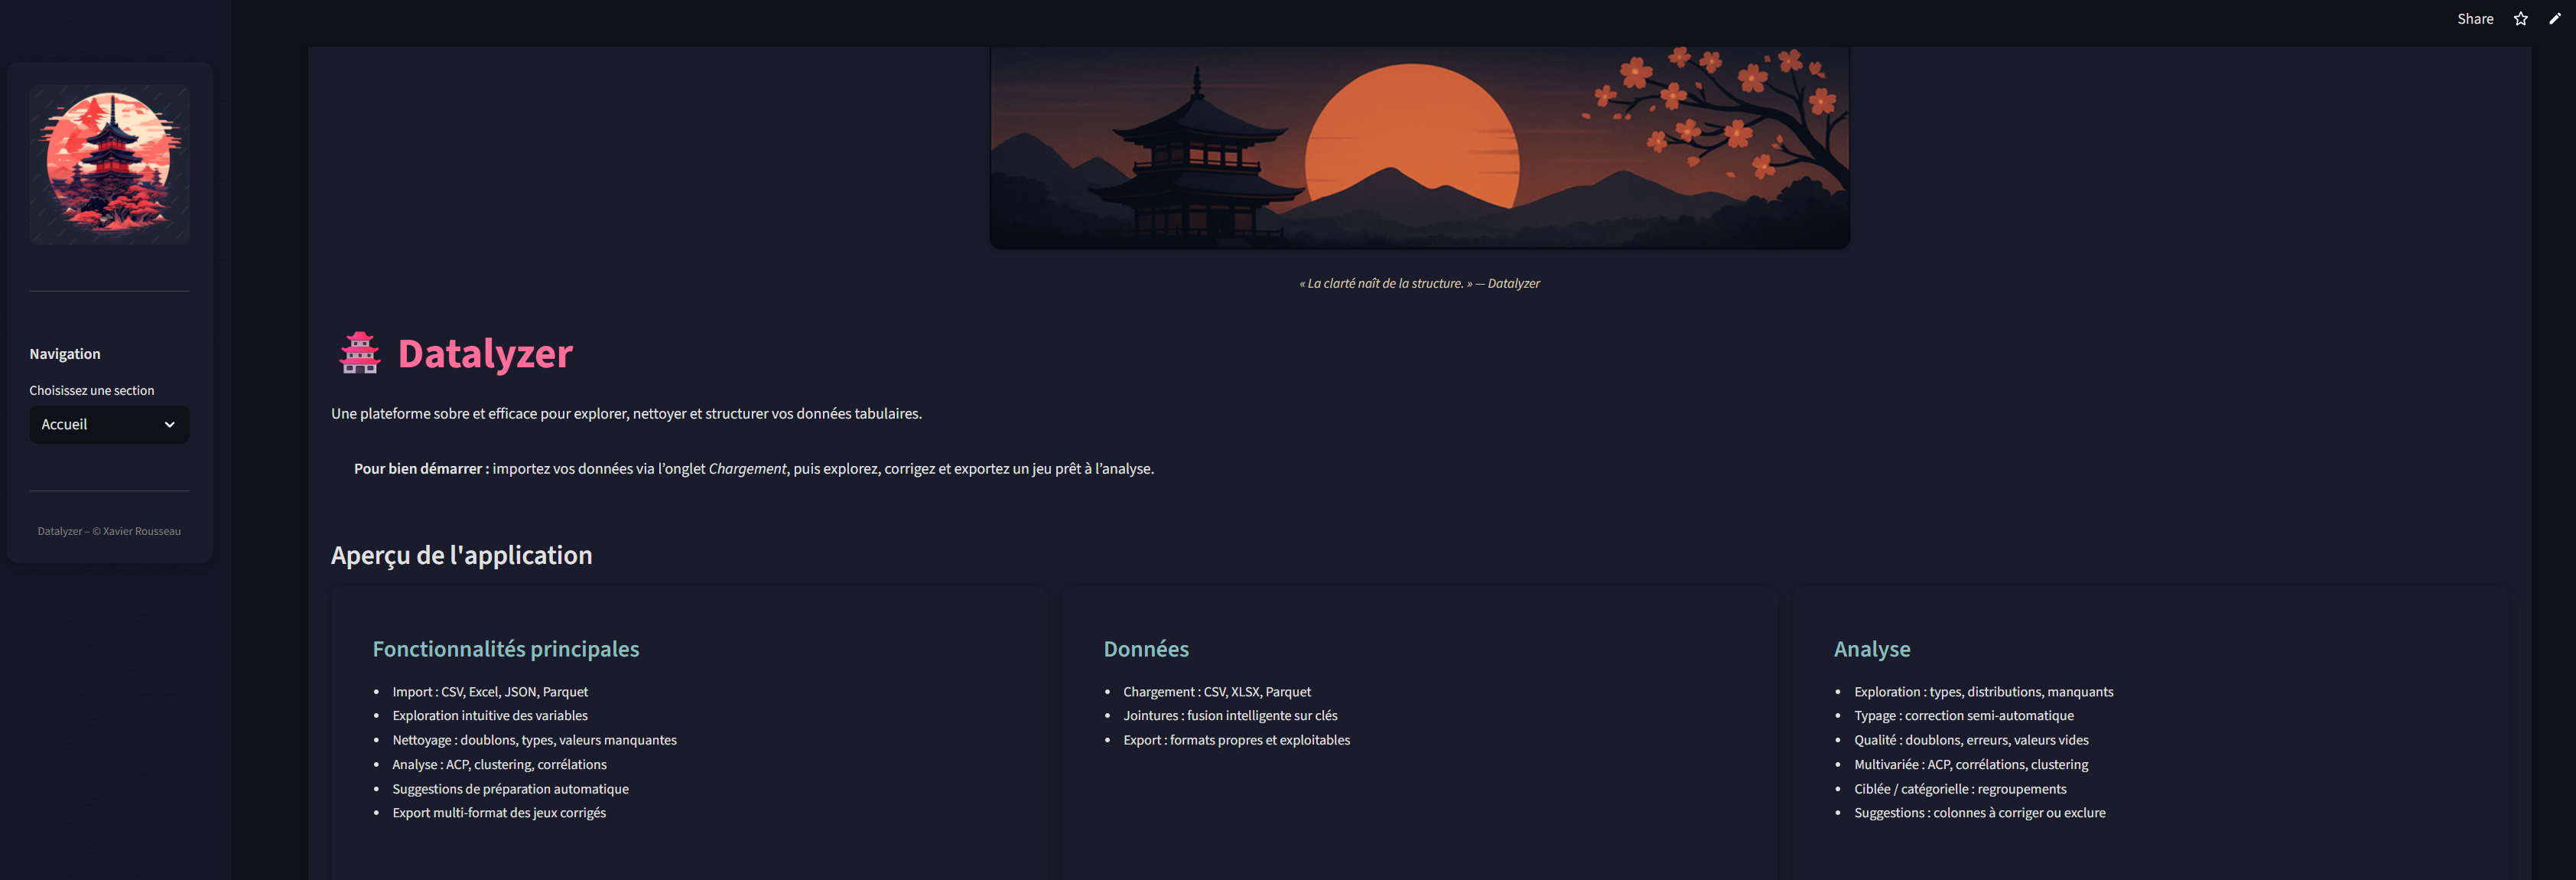 Share
Navigation
Choisissez une section
Accueil
Datalyzer – © Xavier Rousseau
« La clarté naît de la structure. » — Datalyzer
Datalyzer
Une plateforme sobre et efficace pour explorer, nettoyer et structurer vos données tabulaires.
Pour bien démarrer : importez vos données via l’onglet Chargement, puis explorez, corrigez et exportez un jeu prêt à l’analyse.
Aperçu de l'application
Fonctionnalités principales
• Import : CSV, Excel, JSON, Parquet
• Exploration intuitive des variables
• Nettoyage : doublons, types, valeurs manquantes
• Analyse : ACP, clustering, corrélations
• Suggestions de préparation automatique
• Export multi-format des jeux corrigés
Données
• Chargement : CSV, XLSX, Parquet
• Jointures : fusion intelligente sur clés
• Export : formats propres et exploitables
Analyse
• Exploration : types, distributions, manquants
• Typage : correction semi-automatique
• Qualité : doublons, erreurs, valeurs vides
• Multivariée : ACP, corrélations, clustering
• Ciblée / catégorielle : regroupements
• Suggestions : colonnes à corriger ou exclure